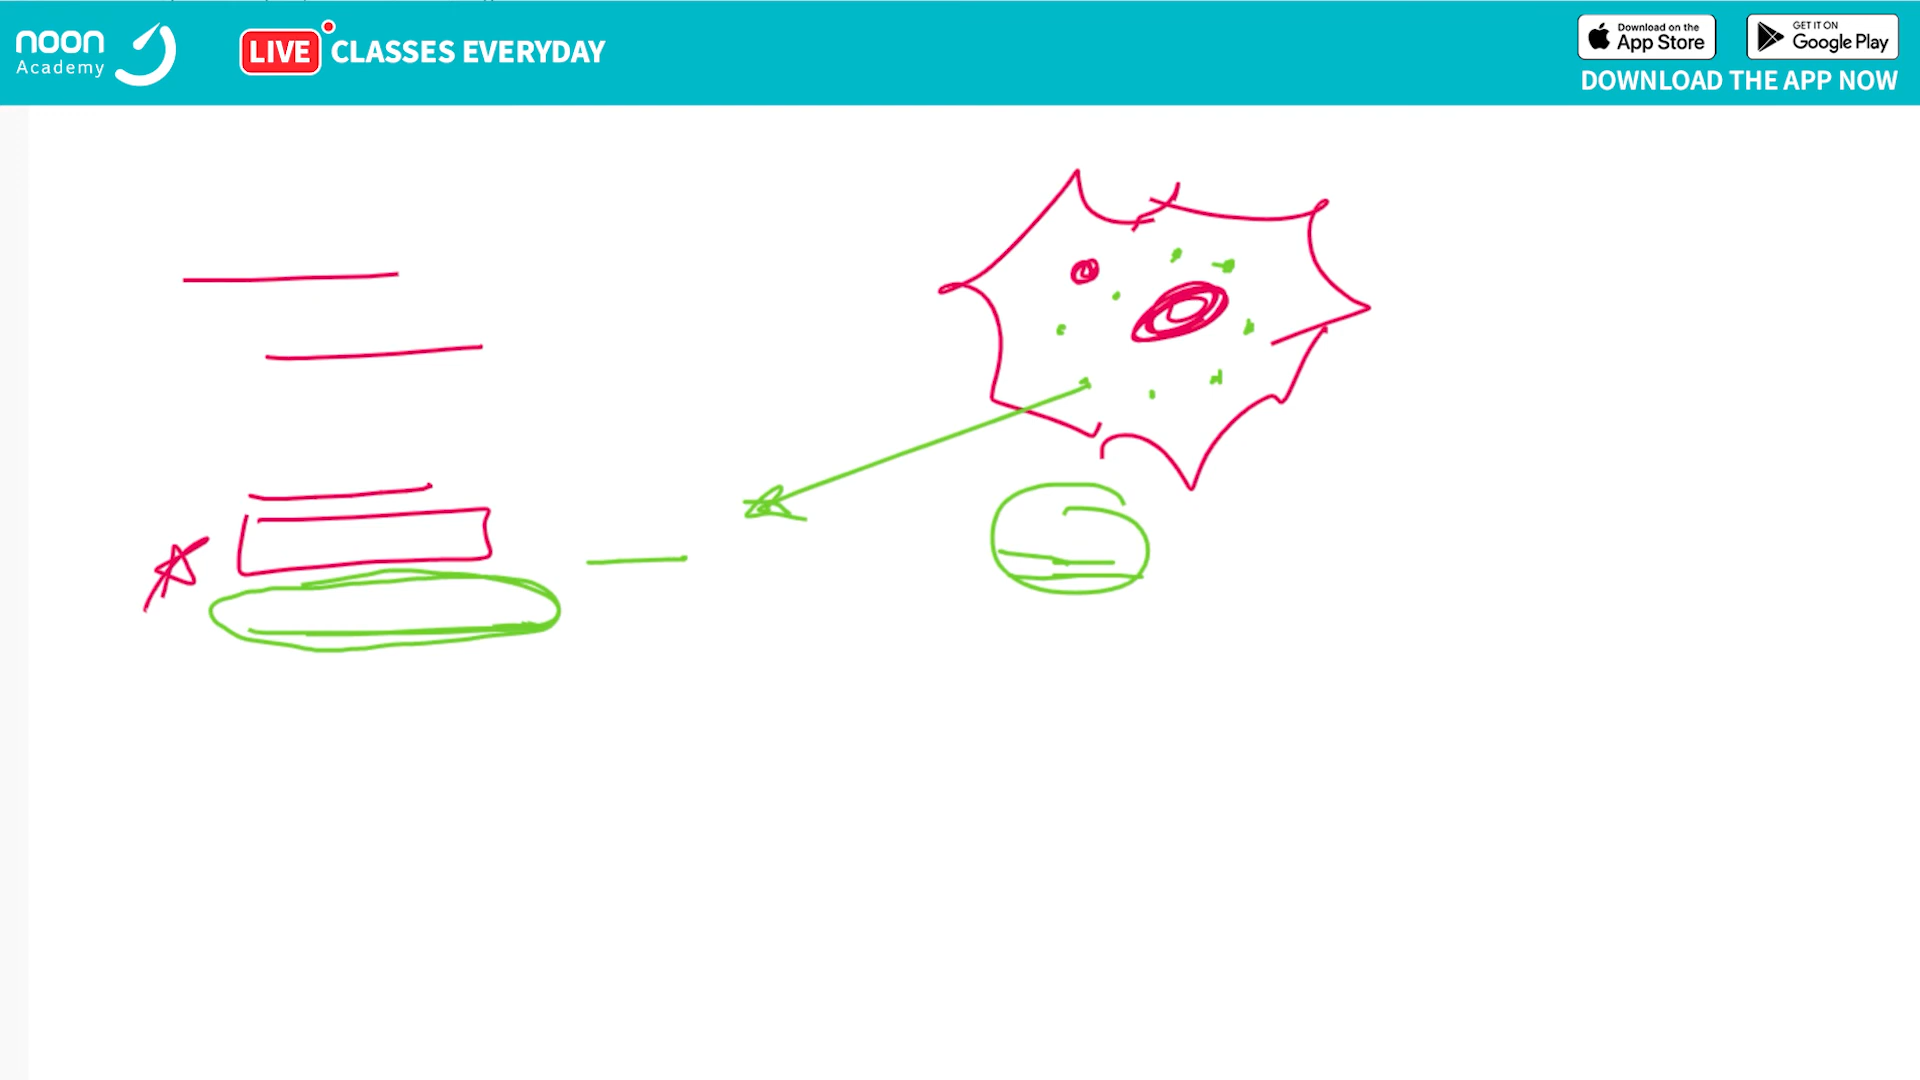 noon
Academy
LIVE CLASSES EVERYDAY
Download on the
App Store
GET IT ON
Google Play
DOWNLOAD THE APP NOW